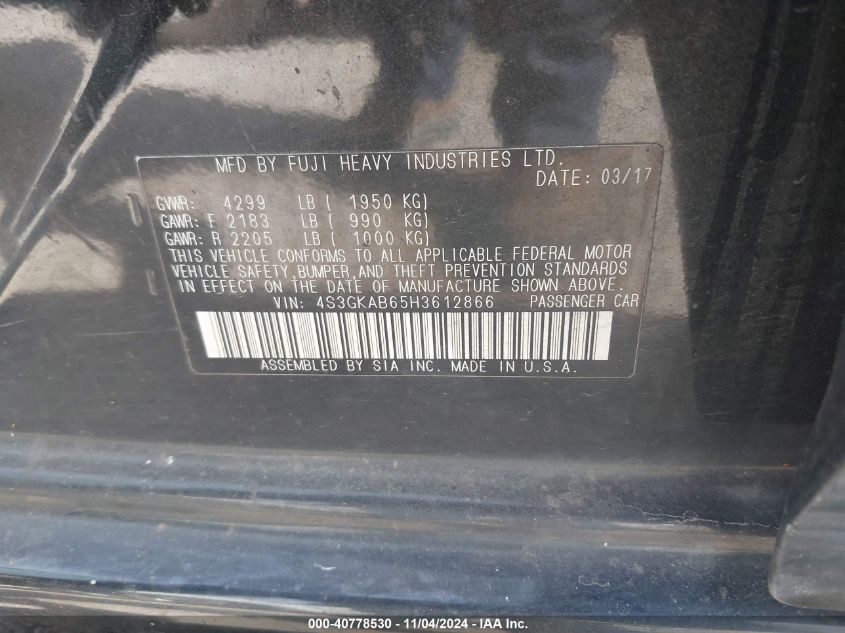 MFD BY FUJI HEAVY INDUSTRIES LTD.
DATE: 03/17
GVWR: 4299 LB ( 1950 KG)
GAWR: F 2183 LB ( 990 KG)
GAWR: R 2205 LB ( 1000 KG)
THIS VEHICLE CONFORMS TO ALL APPLICABLE FEDERAL MOTOR
VEHICLE SAFETY, BUMPER, AND THEFT PREVENTION STANDARDS
IN EFFECT ON THE DATE OF MANUFACTURE SHOWN ABOVE.
VIN: 4S3GKAB65H3612866 PASSENGER CAR
ASSEMBLED BY SIA INC. MADE IN U.S.A.
000-40778530 - 11/04/2024 - IAA Inc.